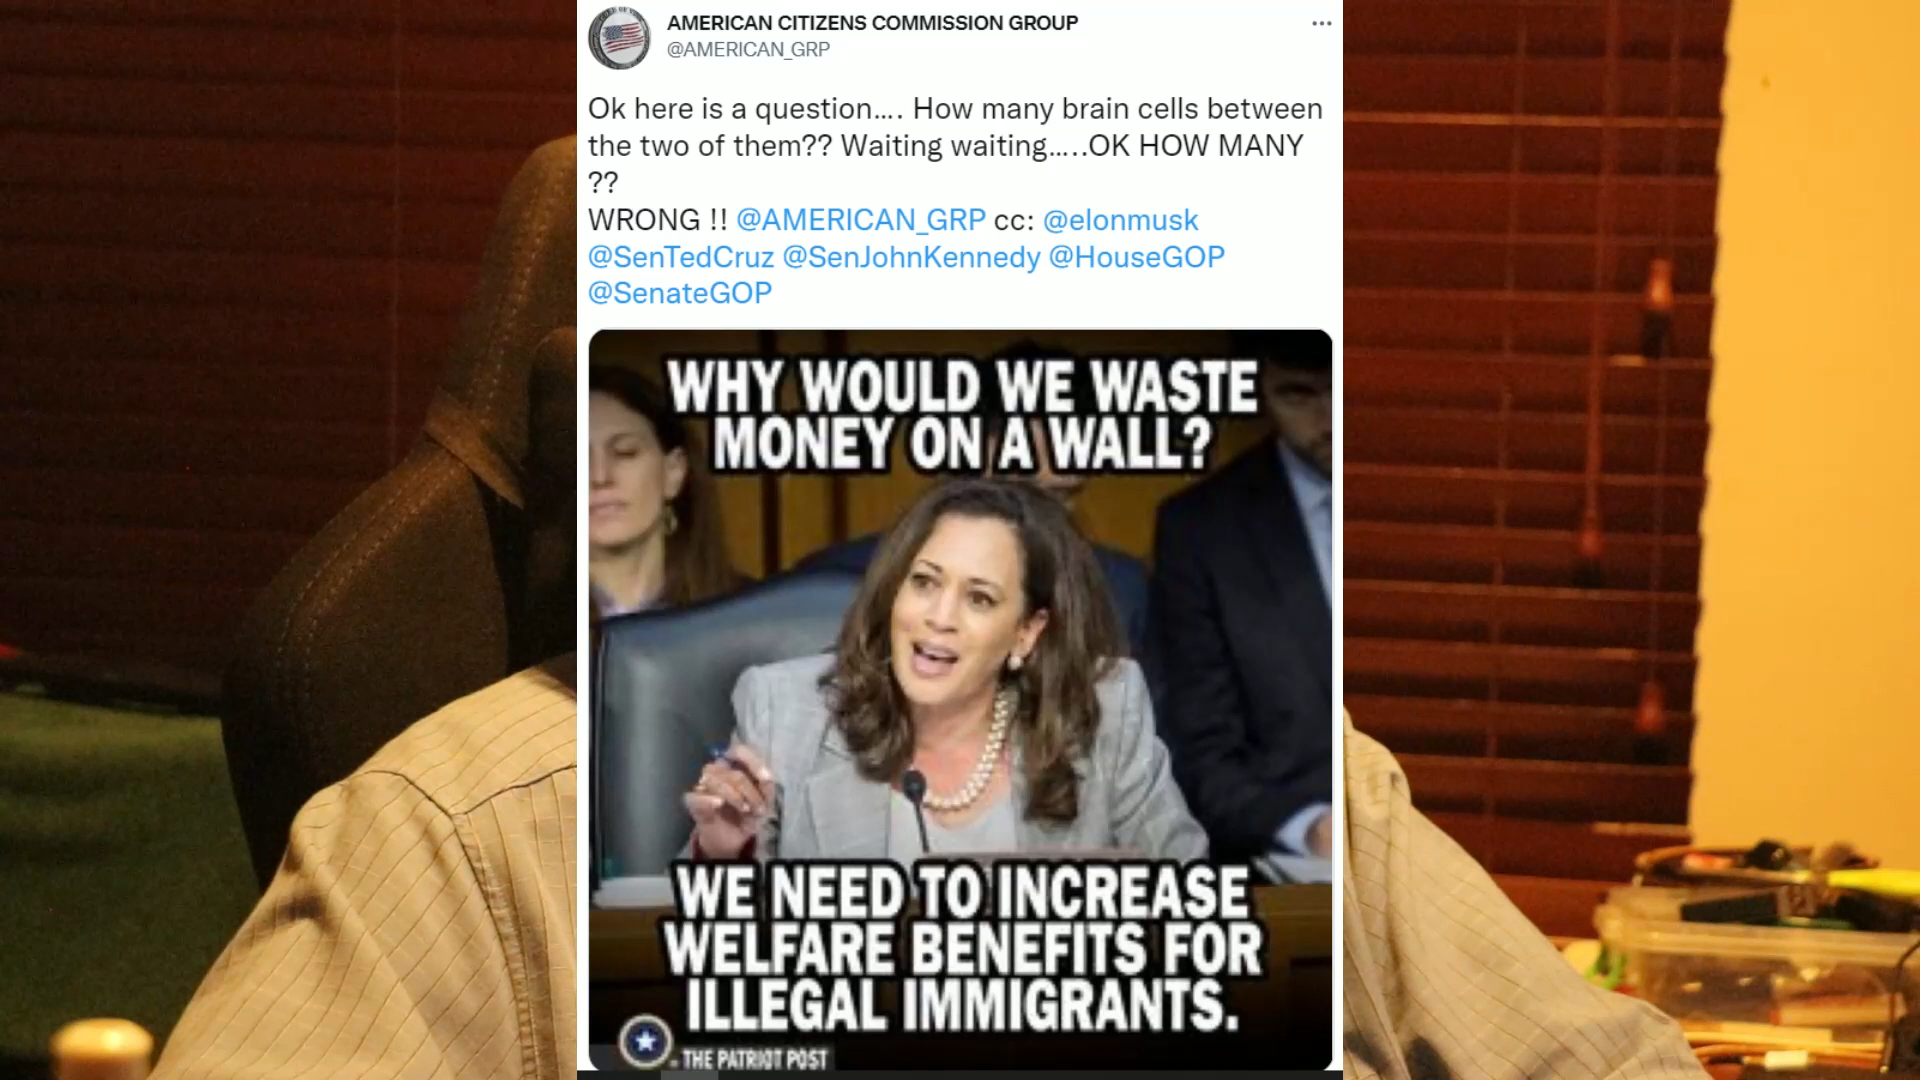 AMERICAN CITIZENS COMMISSION GROUP
@AMERICAN_GRP
Ok here is a question.... How many brain cells between
the two of them?? Waiting waiting.....OK HOW MANY
??
WRONG !! @AMERICAN_GRP cc: @elonmusk
@SenTedCruz @SenJohnKennedy @HouseGOP
@SenateGOP
WHY WOULD WE WASTE
MONEY ON A WALL?
WE NEED TO INCREASE
WELFARE BENEFITS FOR
ILLEGAL IMMIGRANTS.
THE PATRIOT POST